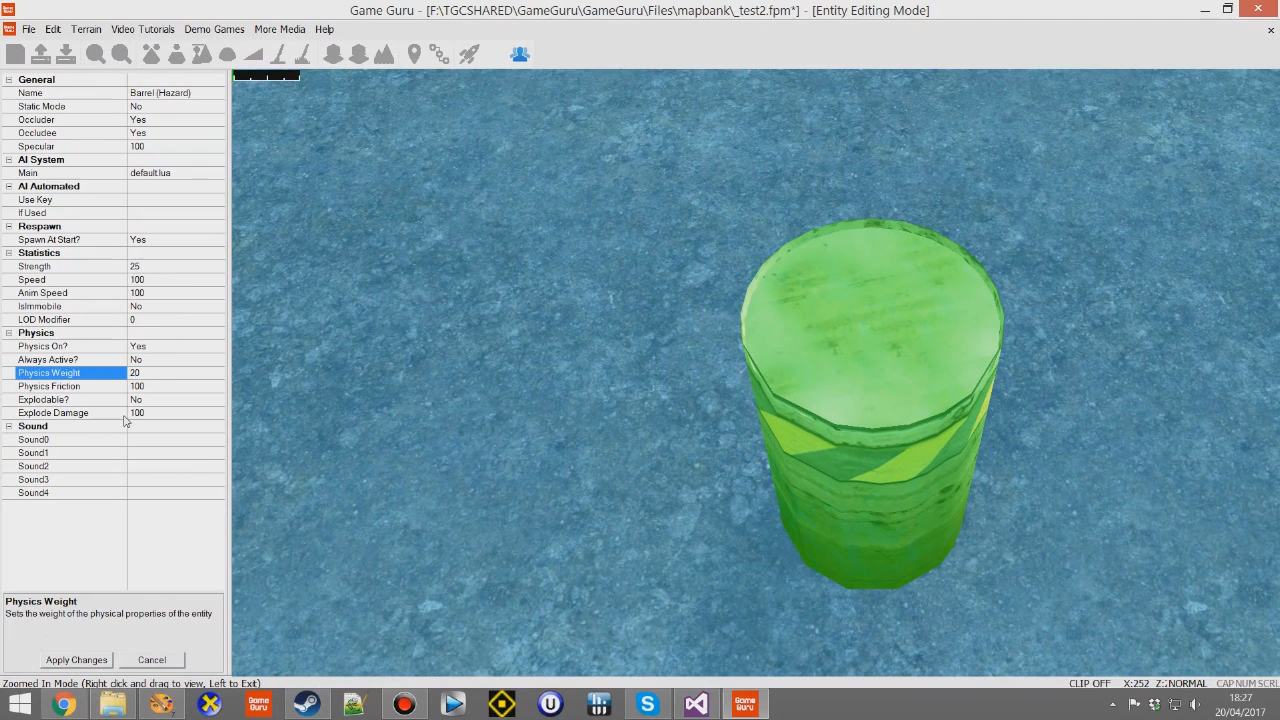 Game Guru - [F:\TGCSHARED\GameGuru\GameGuru\Files\mapbank\_test2.fpm*] - [Entity Editing Mode]
File Edit Terrain Video Tutorials Demo Games More Media Help
General
Name Barrel (Hazard)
Static Mode No
Occluder Yes
Occludee Yes
Specular 100
AI System
Main default.lua
AI Automated
Use Key
If Used
Respawn
Spawn At Start? Yes
Statistics
Strength 25
Speed 100
Anim Speed 100
IsImmobile No
LOD Modifier 0
Physics
Physics On? Yes
Always Active? No
Physics Weight 20
Physics Friction 100
Explodable? No
Explode Damage 100
Sound
Sound0
Sound1
Sound2
Sound3
Sound4
Physics Weight
Sets the weight of the physical properties of the entity
Apply Changes Cancel
Zoomed In Mode (Right click and drag to view, Left to Exit) CLIP OFF X:252 CAP NUM SCRL
GAME GURU
GAME GURU
18:27
20/04/2017